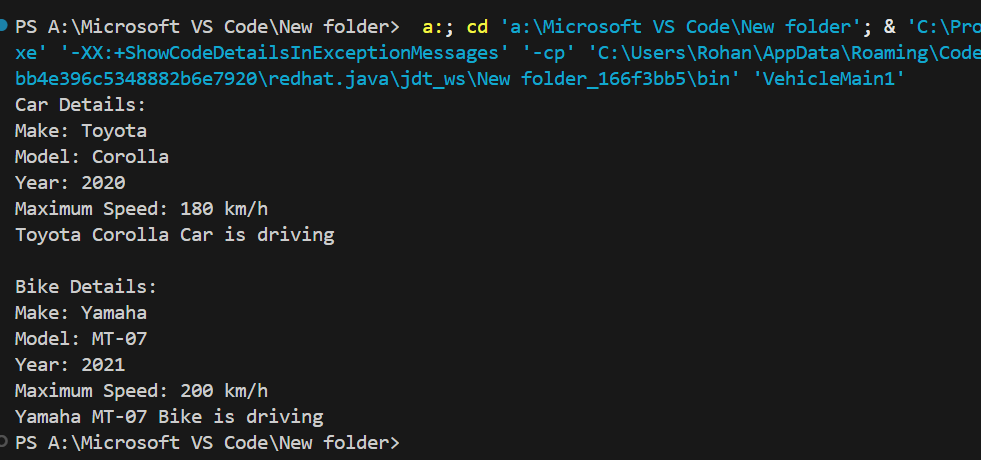 PS A:\Microsoft VS Code\New folder>  a:; cd 'a:\Microsoft VS Code\New folder'; & 'C:\Pro
xe' '-XX:+ShowCodeDetailsInExceptionMessages' '-cp' 'C:\Users\Rohan\AppData\Roaming\Code
bb4e396c5348882b6e7920\redhat.java\jdt_ws\New folder_166f3bb5\bin' 'VehicleMain1'
Car Details:
Make: Toyota
Model: Corolla
Year: 2020
Maximum Speed: 180 km/h
Toyota Corolla Car is driving
Bike Details:
Make: Yamaha
Model: MT-07
Year: 2021
Maximum Speed: 200 km/h
Yamaha MT-07 Bike is driving
PS A:\Microsoft VS Code\New folder>